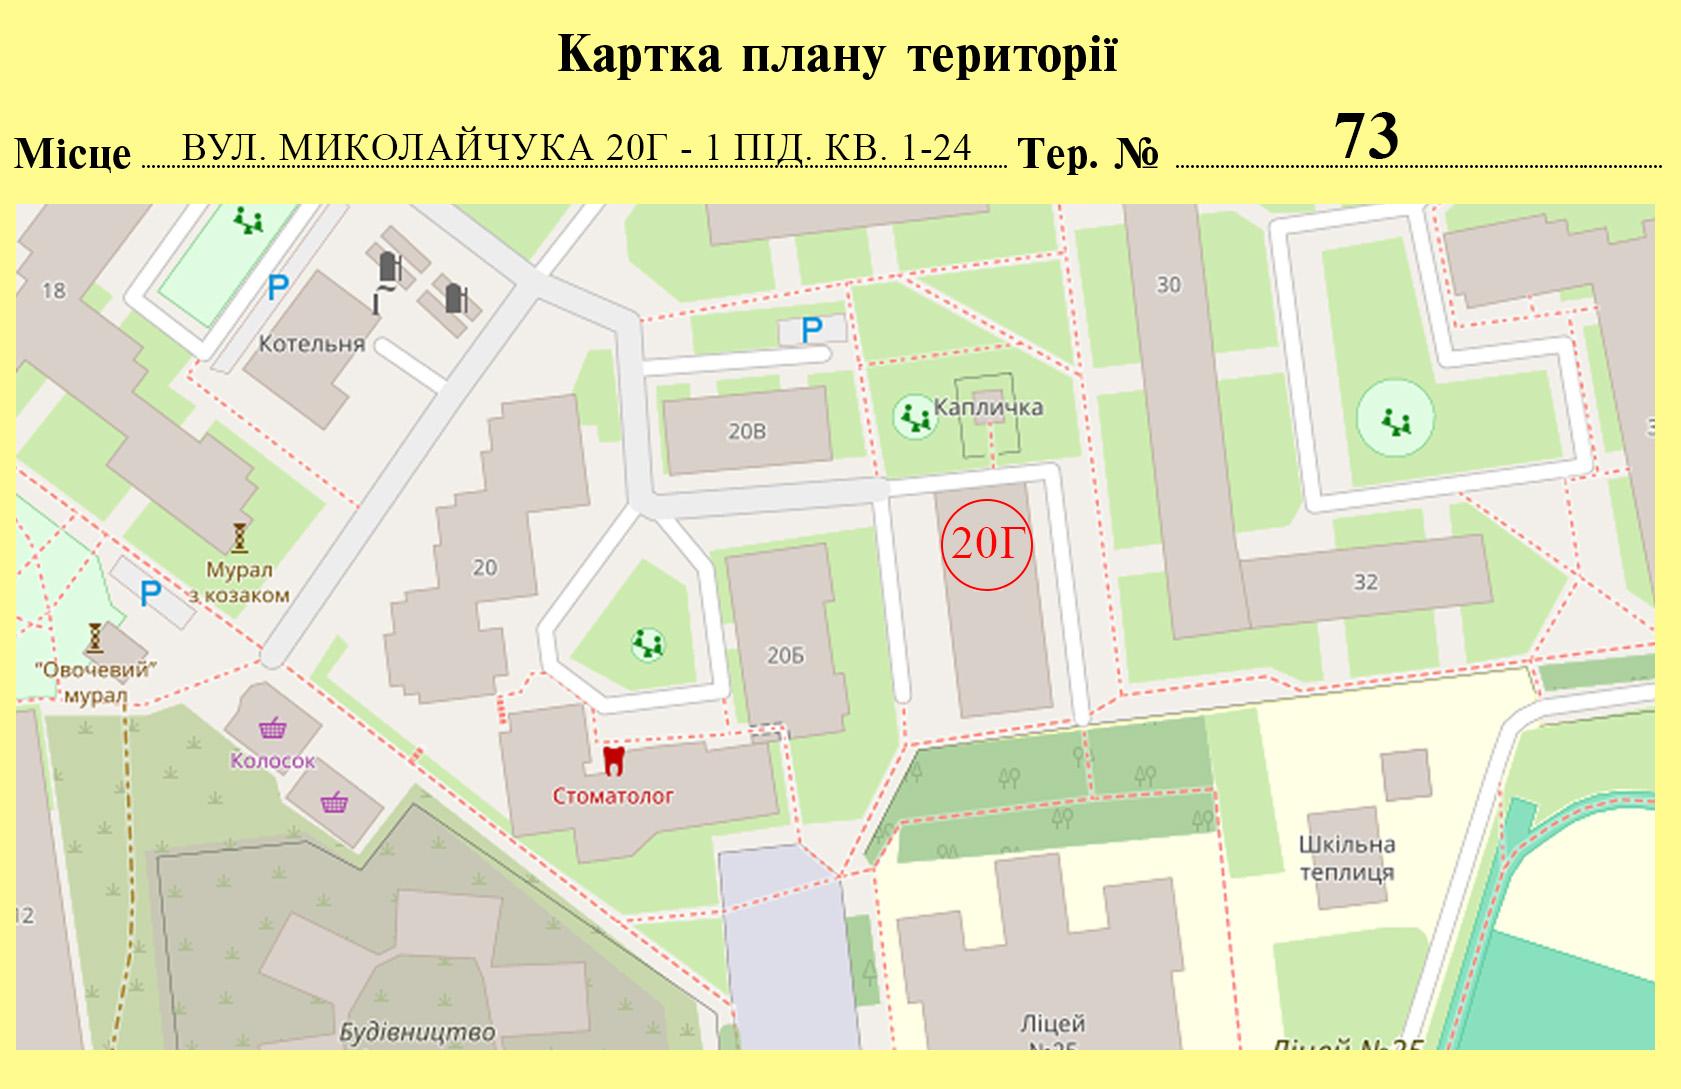 Картка плану території
Місце ВУЛ. МИКОЛАЙЧУКА 20Г - 1 ПІД. КВ. 1-24 Тер. № 73
18
P
Котельня
P
30
Капличка
20В
20Г
20
Мурал
з козаком
P
32
"Овочевий"
мурал
20Б
Колосок
Стоматолог
Шкільна
теплиця
12
Будівництво
Ліцей
№25
Ліцей №25